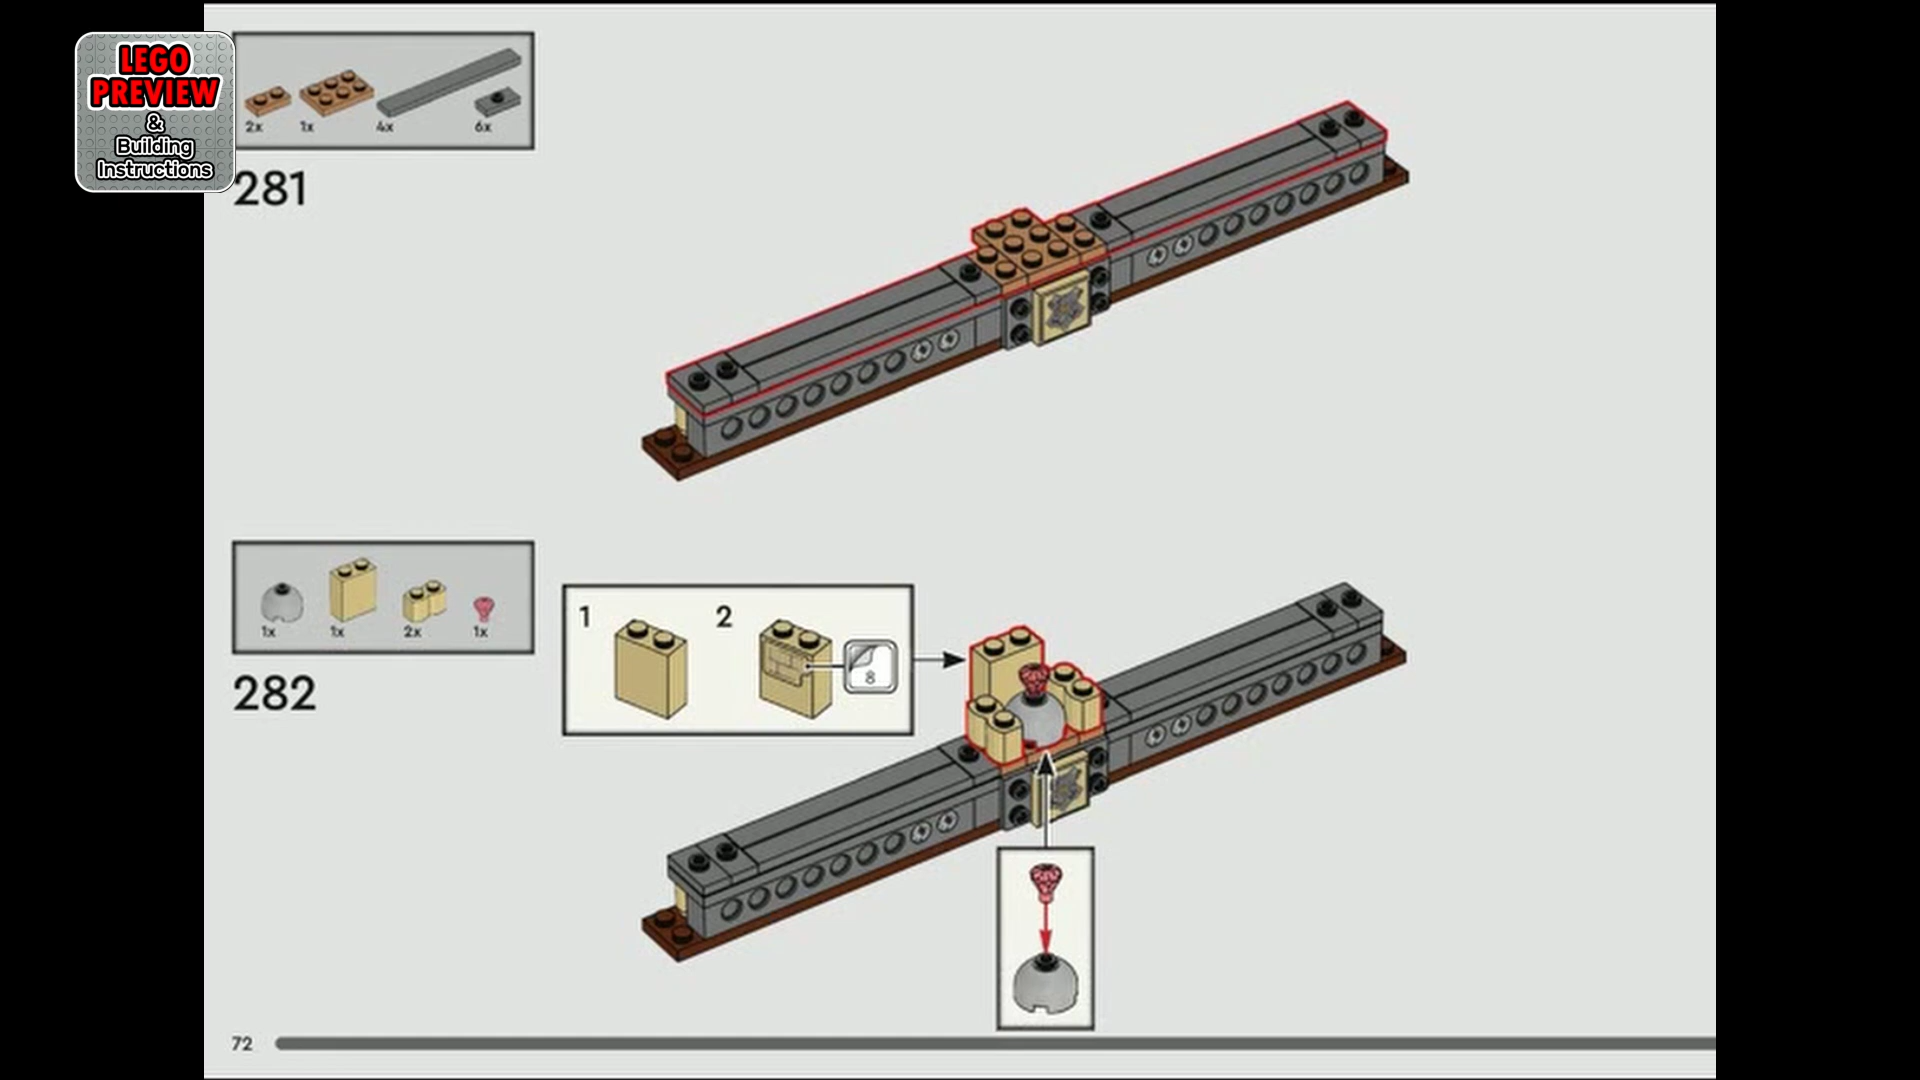 LEGO
PREVIEW
&
Building
Instructions
2x 1x 4x 6x
281
1x 1x 2x 1x
282
1 2
8
72